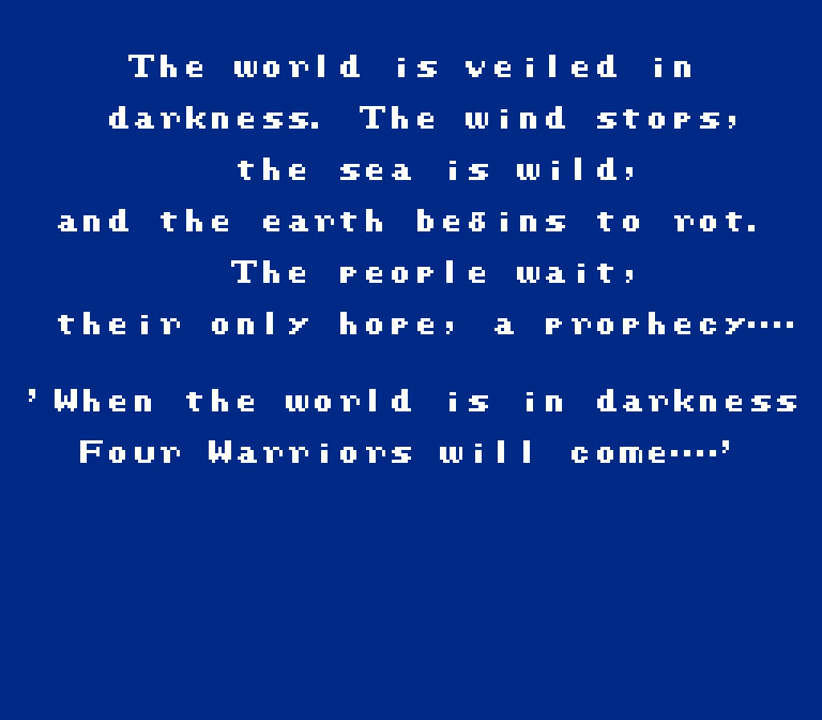 The world is veiled in
darkness. The wind stops,
the sea is wild,
and the earth begins to rot.
The people wait,
their only hope, a prophecy....
'When the world is in darkness
Four Warriors will come....'